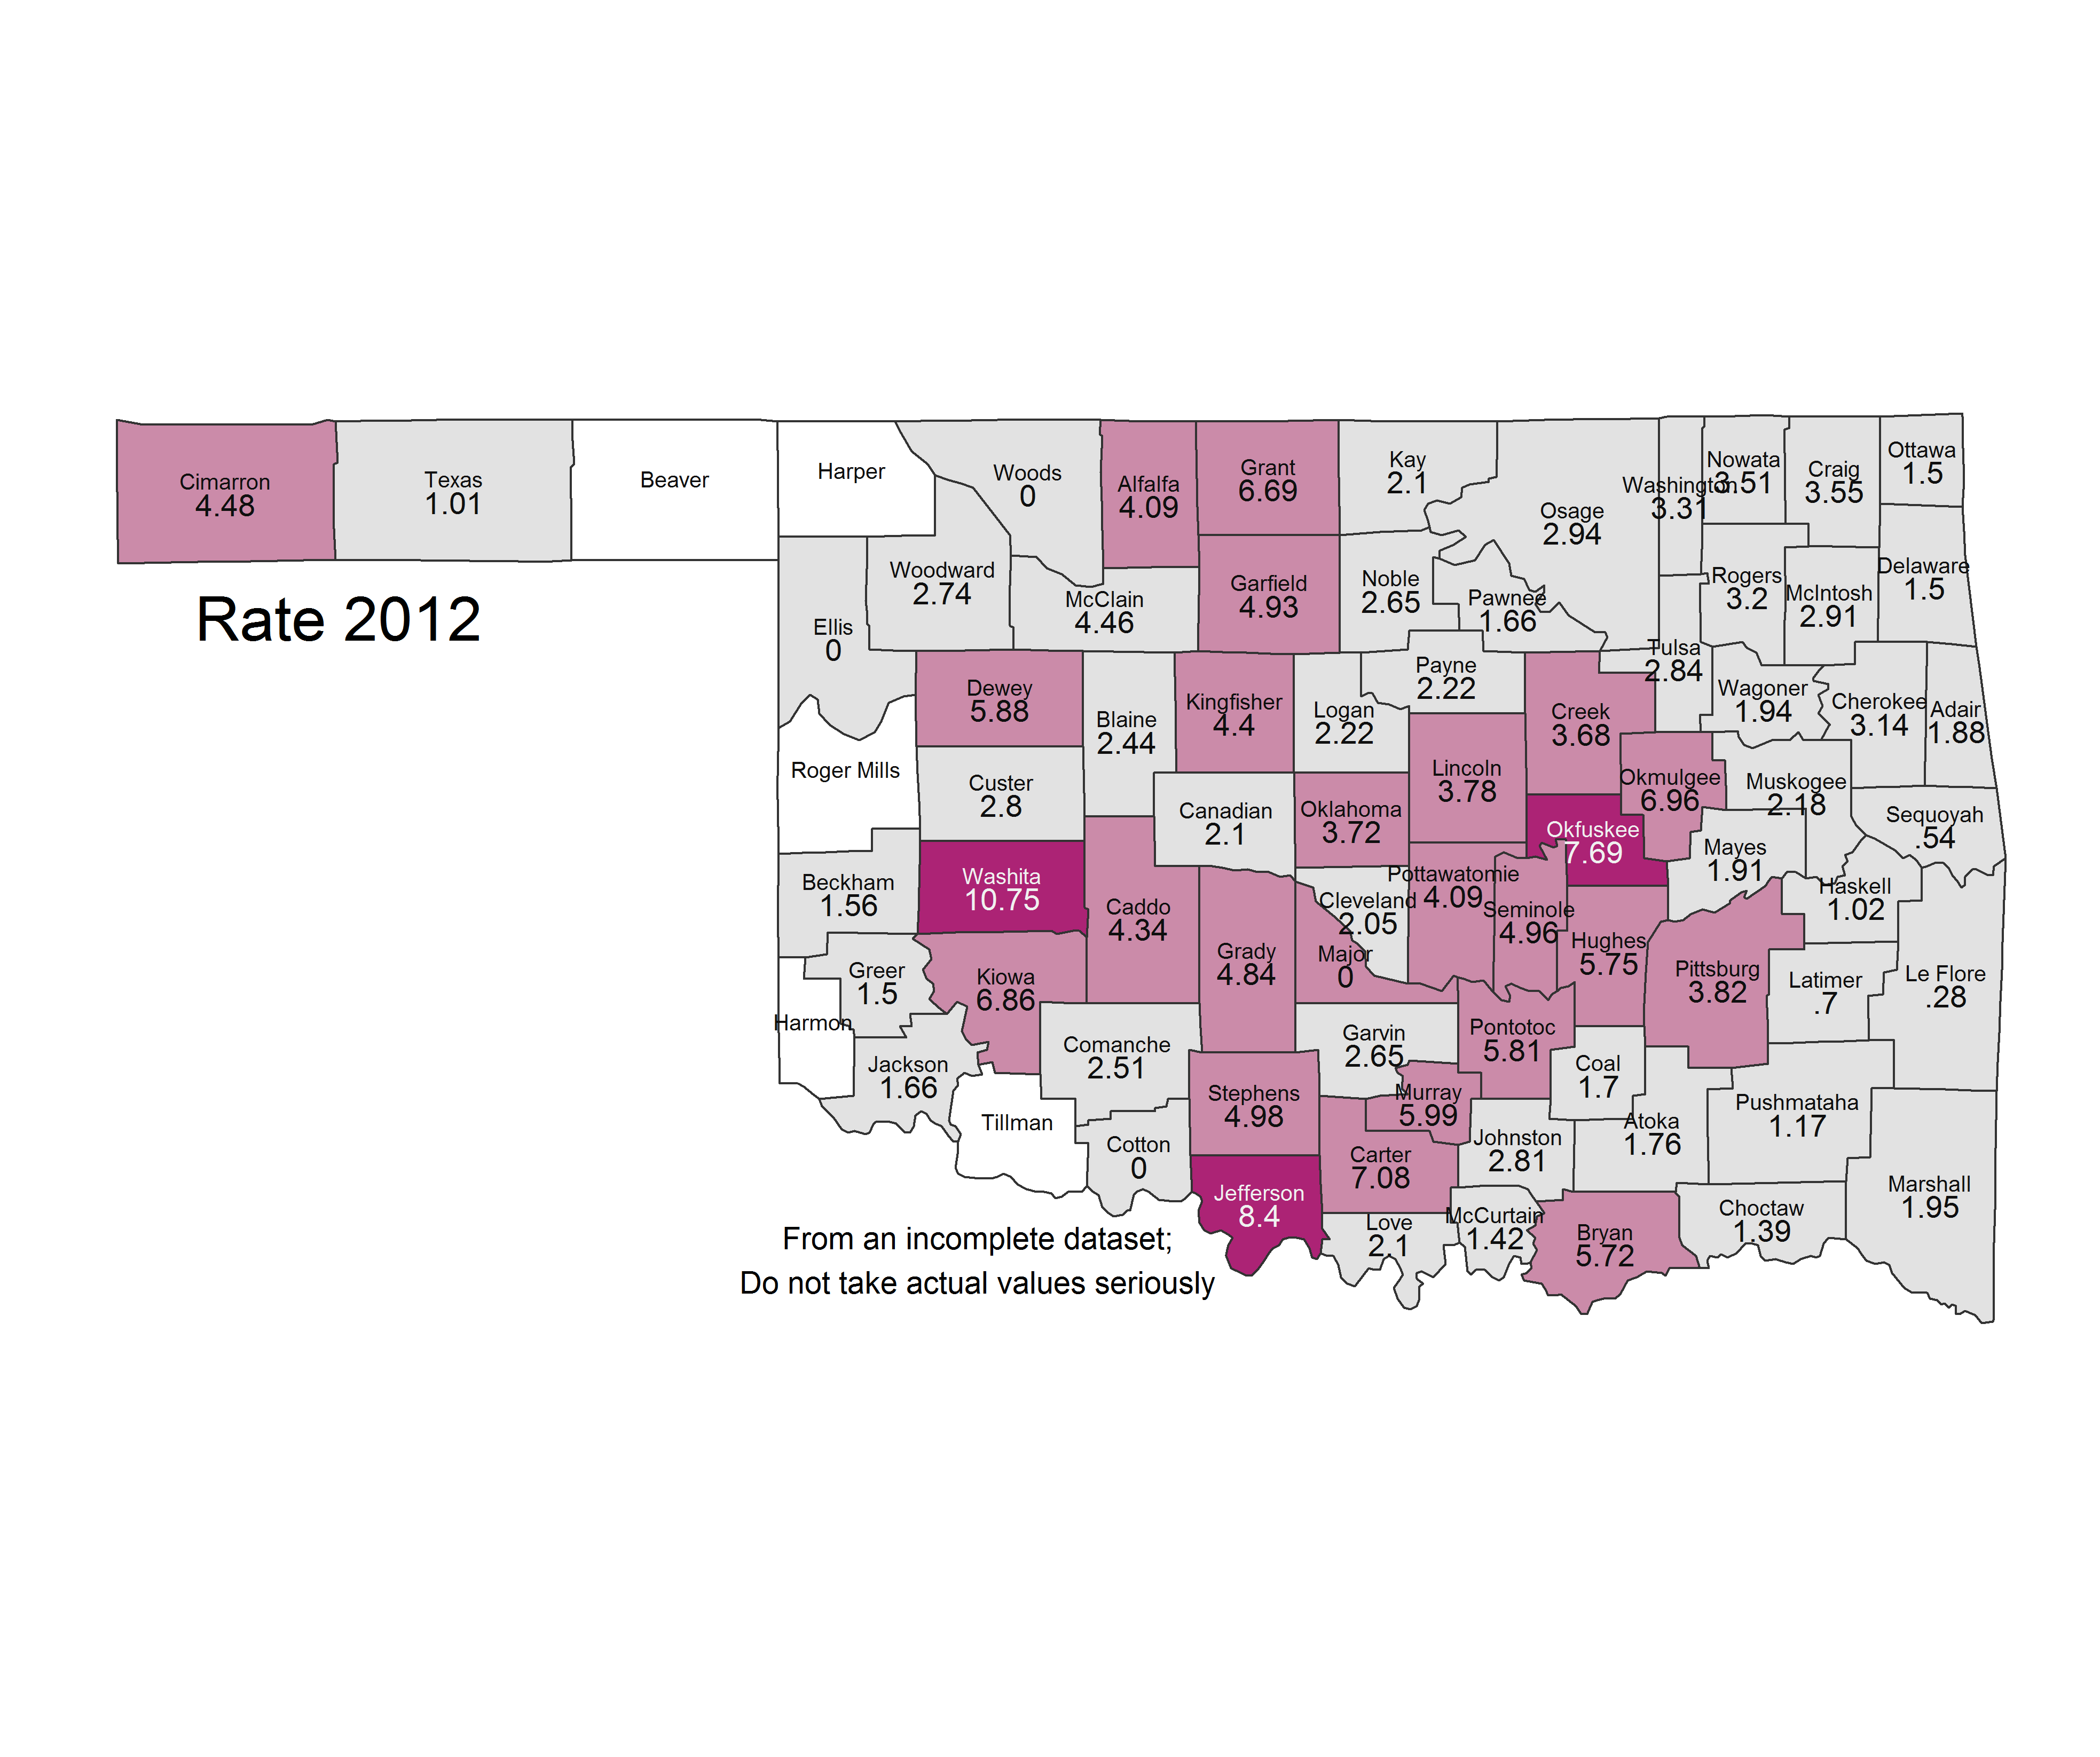 Cimarron
4.48
Texas
1.01
Beaver
Harper
Woods
0
Alfalfa
4.09
Grant
6.69
Kay
2.1
Osage
2.94
Washington
3.31
Nowata
3.51
Craig
3.55
Ottawa
1.5
Rate 2012
Ellis
0
Woodward
2.74
McClain
4.46
Garfield
4.93
Noble
2.65
Pawnee
1.66
Rogers
3.2
McIntosh
2.91
Delaware
1.5
Dewey
5.88
Blaine
2.44
Kingfisher
4.4
Logan
2.22
Payne
2.22
Creek
3.68
Tulsa
2.84
Wagoner
1.94
Cherokee
3.14
Adair
1.88
Roger Mills
Custer
2.8
Canadian
2.1
Oklahoma
3.72
Lincoln
3.78
Okmulgee
6.96
Muskogee
2.18
Sequoyah
.54
Beckham
1.56
Washita
10.75
Caddo
4.34
Grady
4.84
Cleveland
2.05
Major
0
Pottawatomie
4.09
Seminole
4.96
Okfuskee
7.69
Hughes
5.75
Mayes
1.91
Haskell
1.02
Pittsburg
3.82
Latimer
.7
Le Flore
.28
Greer
1.5
Kiowa
6.86
Harmon
Jackson
1.66
Comanche
2.51
Garvin
2.65
Pontotoc
5.81
Coal
1.7
Tillman
Cotton
0
Stephens
4.98
Murray
5.99
Carter
7.08
Johnston
2.81
Atoka
1.76
Pushmataha
1.17
Jefferson
8.4
Love
2.1
McCurtain
1.42
Bryan
5.72
Choctaw
1.39
Marshall
1.95
From an incomplete dataset;
Do not take actual values seriously